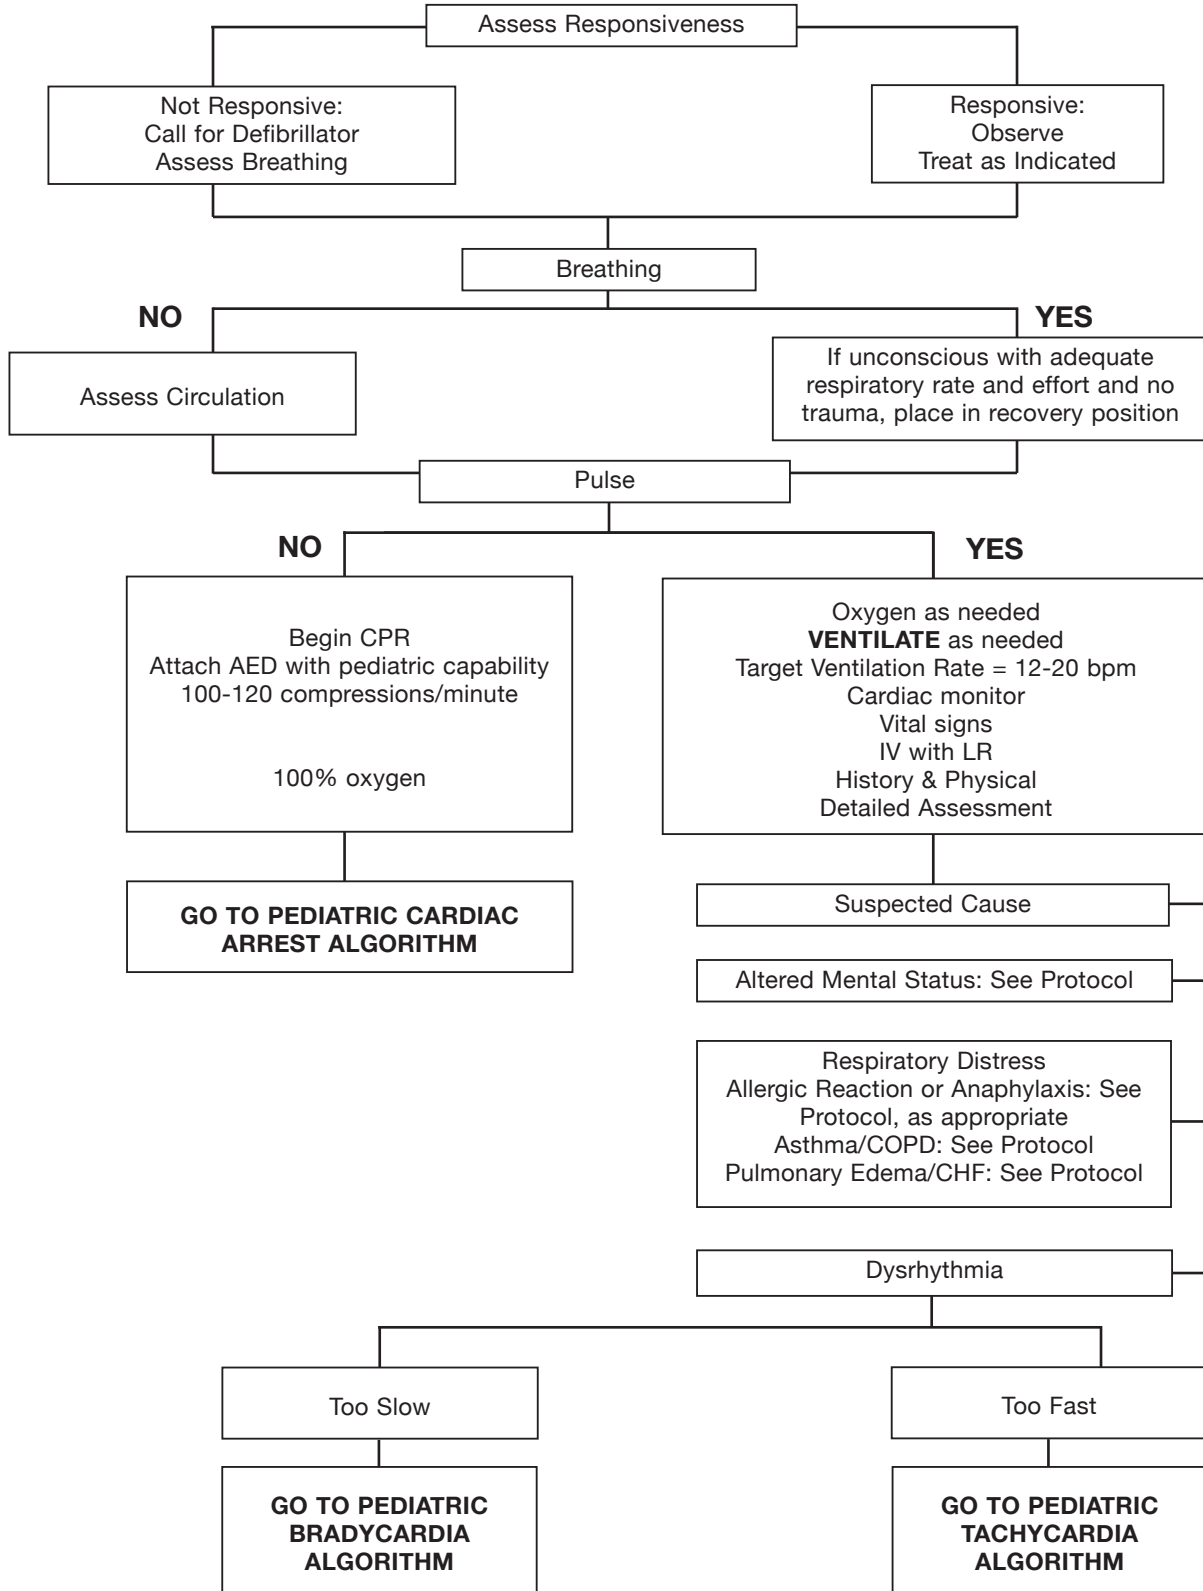 Assess Responsiveness
Not Responsive:
Call for Defibrillator
Assess Breathing
Responsive:
Observe
Treat as Indicated
Breathing
NO
YES
Assess Circulation
If unconscious with adequate
respiratory rate and effort and no
trauma, place in recovery position
Pulse
NO
YES
Begin CPR
Attach AED with pediatric capability
100-120 compressions/minute
100% oxygen
Oxygen as needed
VENTILATE as needed
Target Ventilation Rate = 12-20 bpm
Cardiac monitor
Vital signs
IV with LR
History & Physical
Detailed Assessment
GO TO PEDIATRIC CARDIAC
ARREST ALGORITHM
Suspected Cause
Altered Mental Status: See Protocol
Respiratory Distress
Allergic Reaction or Anaphylaxis: See
Protocol, as appropriate
Asthma/COPD: See Protocol
Pulmonary Edema/CHF: See Protocol
Dysrhythmia
Too Slow
Too Fast
GO TO PEDIATRIC
BRADYCARDIA
ALGORITHM
GO TO PEDIATRIC
TACHYCARDIA
ALGORITHM